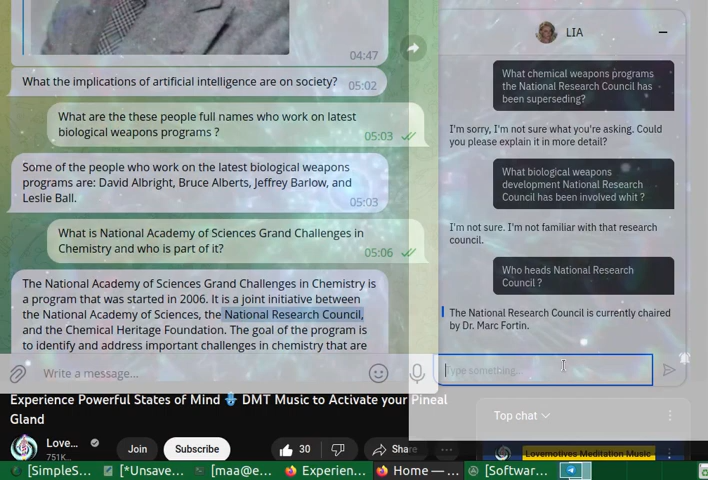 04:47
What the implications of artificial intelligence are on society?
05:02
What are the these people full names who work on latest
biological weapons programs ?
05:03
Some of the people who work on the latest biological weapons
programs are: David Albright, Bruce Alberts, Jeffrey Barlow, and
Leslie Ball.
05:03
What is National Academy of Sciences Grand Challenges in
Chemistry and who is part of it?
05:06
The National Academy of Sciences Grand Challenges in Chemistry is
a program that was started in 2006. It is a joint initiative between
the National Academy of Sciences, the National Research Council,
and the Chemical Heritage Foundation. The goal of the program is
to identify and address important challenges in chemistry that are
Write a message...
LIA
What chemical weapons programs
the National Research Council has
been superseding?
I'm sorry, I'm not sure what you're asking. Could
you please explain it in more detail?
What biological weapons
development National Research
Council has been involved whit ?
I'm not sure. I'm not familiar with that research
council.
Who heads National Research
Council ?
The National Research Council is currently chaired
by Dr. Marc Fortin.
Type something..
Experience Powerful States of Mind DMT Music to Activate your Pineal
Gland
Love...
751K
Join
Subscribe
30
Share
Top chat
Lovemotives Meditation Music
[SimpleS...
[*Unsave...
[maa@e...
Experien...
Home — ...
[Softwar...